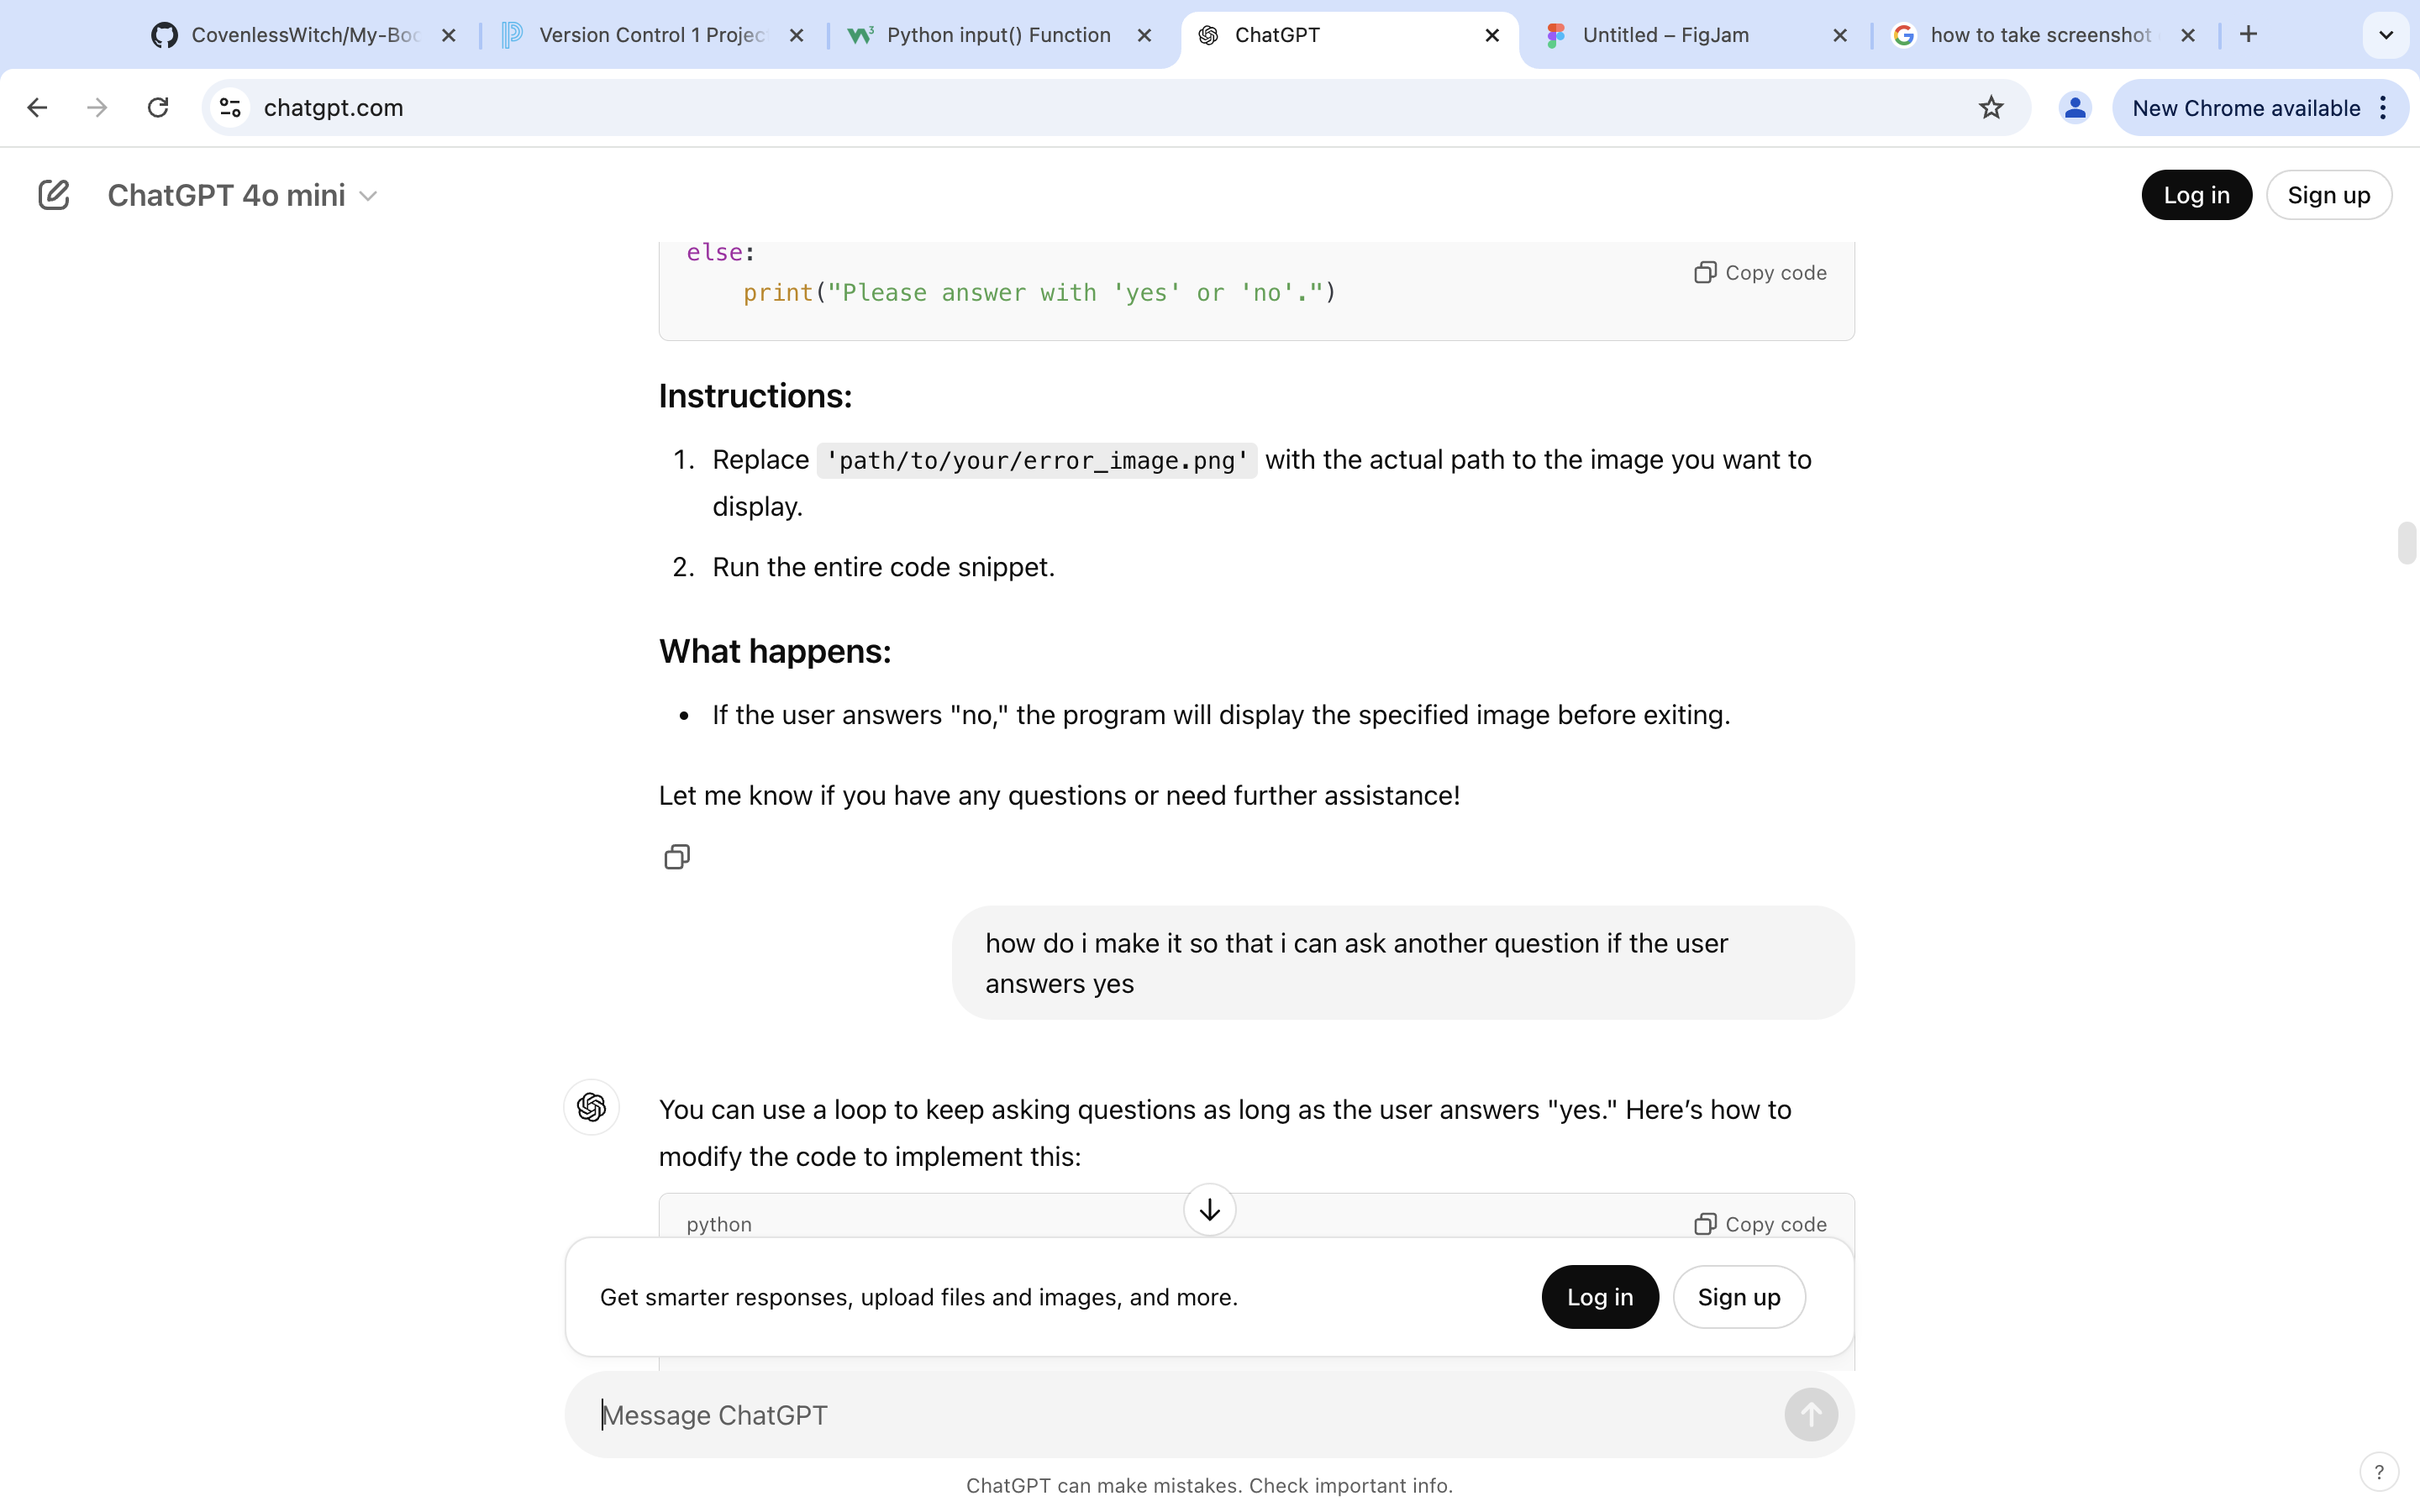 CovenlessWitch/My-Boo
Version Control 1 Projec
Python input() Function
ChatGPT
Untitled – FigJam
how to take screenshot
chatgpt.com
New Chrome available
ChatGPT 4o mini
Log in
Sign up
else:
Copy code
print("Please answer with 'yes' or 'no'.")
Instructions:
1. Replace 'path/to/your/error_image.png' with the actual path to the image you want to
display.
2. Run the entire code snippet.
What happens:
• If the user answers "no," the program will display the specified image before exiting.
Let me know if you have any questions or need further assistance!
how do i make it so that i can ask another question if the user
answers yes
You can use a loop to keep asking questions as long as the user answers "yes." Here’s how to
modify the code to implement this:
python
Copy code
Get smarter responses, upload files and images, and more.
Log in
Sign up
Message ChatGPT
ChatGPT can make mistakes. Check important info.
?